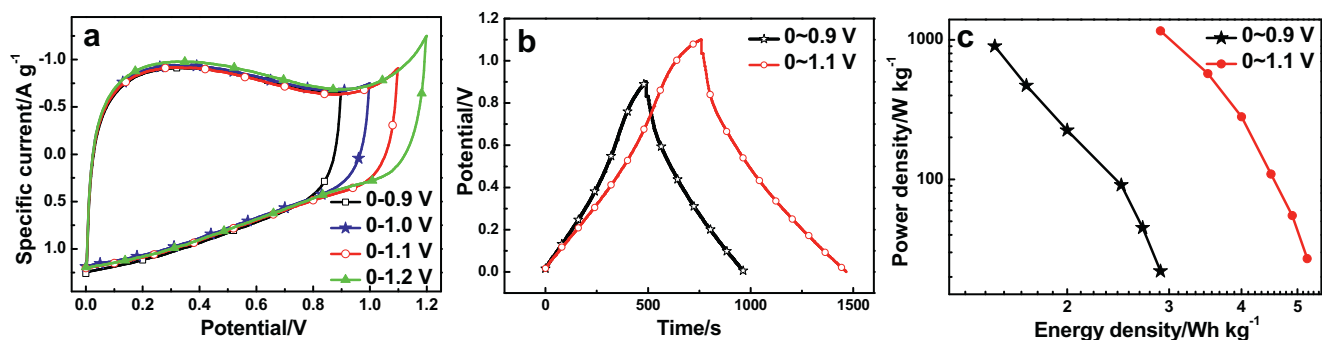 a
Specific current/A g-1
-1.0
-0.5
0.0
0.5
1.0
0-0.9 V
0-1.0 V
0-1.1 V
0-1.2 V
0.0 0.2 0.4 0.6 0.8 1.0 1.2
Potential/V
b
Potential/V
1.2
1.0
0.8
0.6
0.4
0.2
0.0
0~0.9 V
0~1.1 V
0 500 1000 1500
Time/s
c
Power density/W kg-1
1000
100
0~0.9 V
0~1.1 V
2 3 4 5
Energy density/Wh kg-1